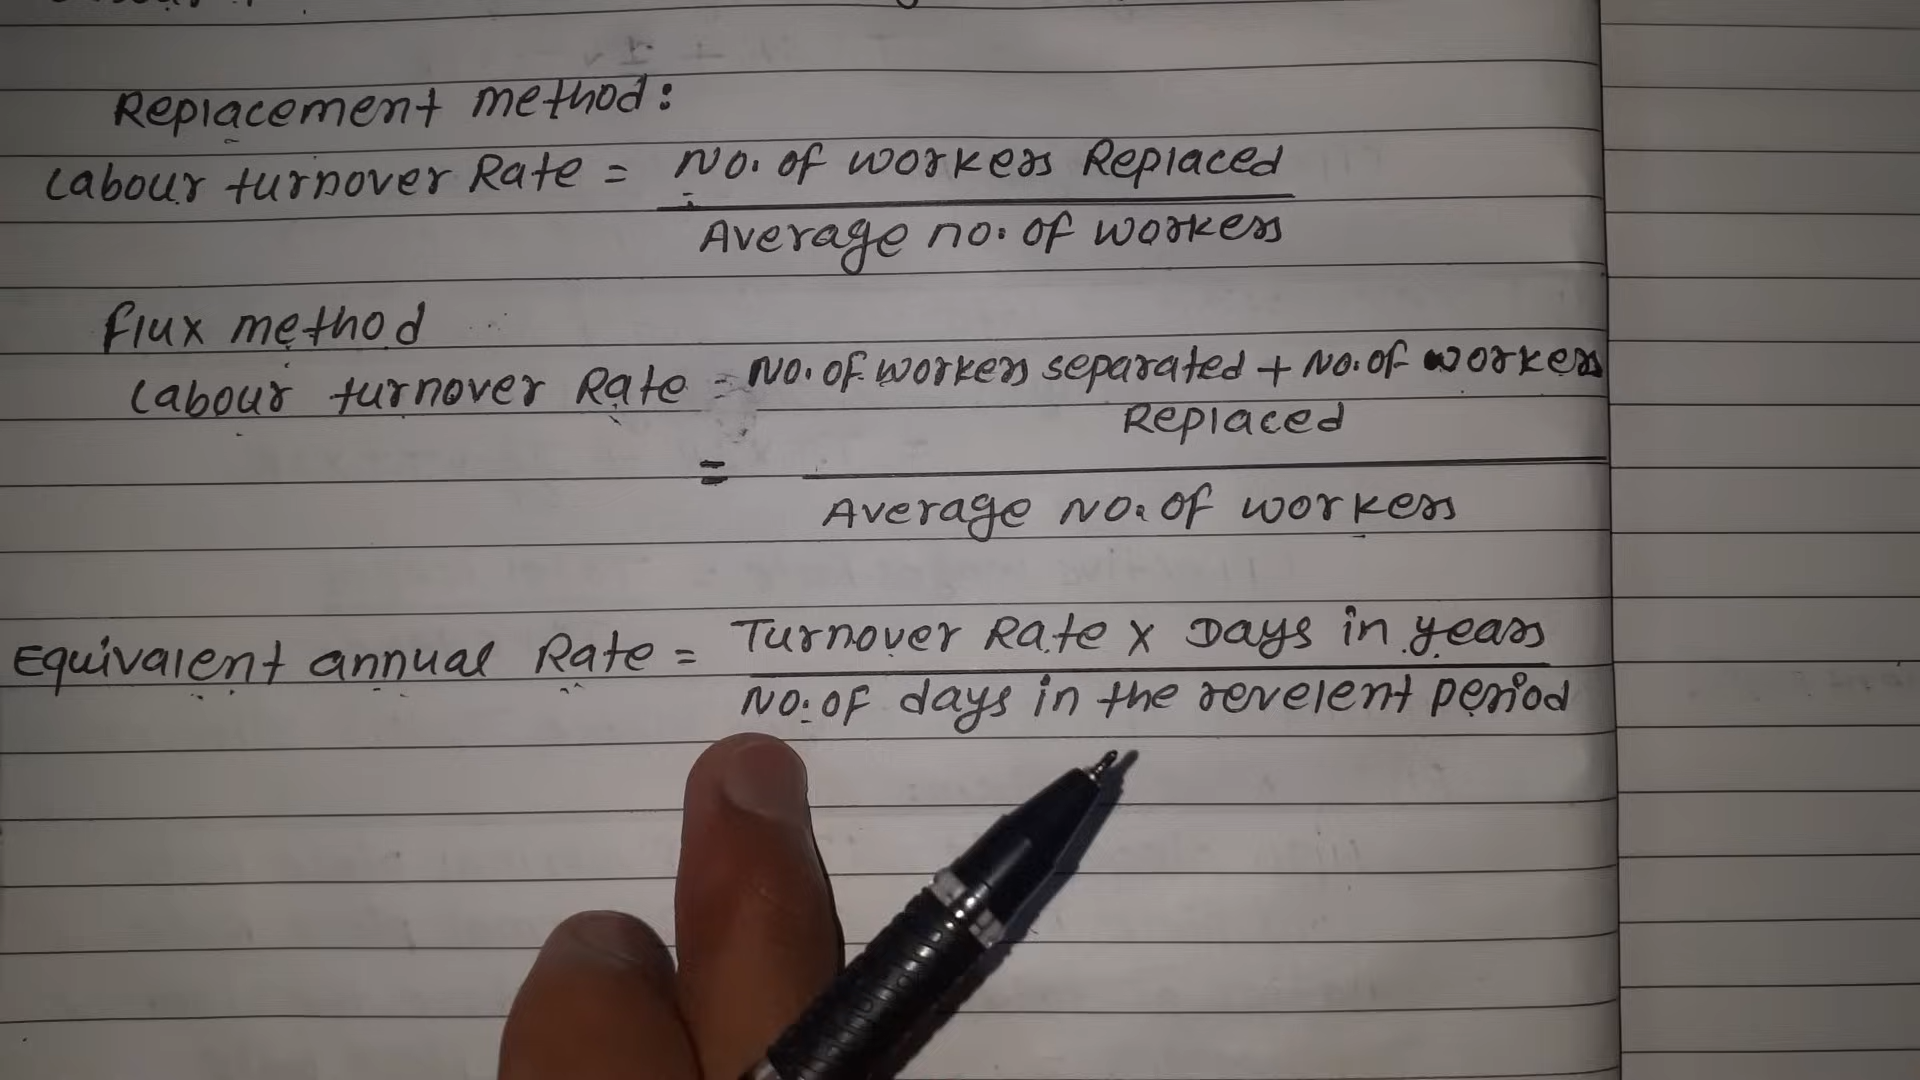 Replacement method:
Labour turnover Rate = No. of workers Replaced
Average no. of workers
flux method
Labour turnover Rate = No. of workers separated + No. of workers
Replaced
=
Average No. of workers
Equivalent annual Rate = Turnover Rate x Days in years
No. of days in the revelent period